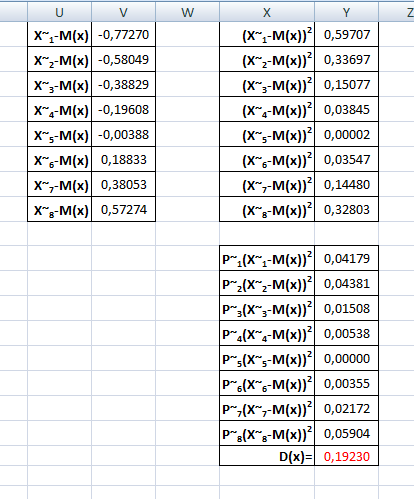 U V W X Y Z
X~₁-M(x) -0,77270 (X~₁-M(x))² 0,59707
X~₂-M(x) -0,58049 (X~₂-M(x))² 0,33697
X~₃-M(x) -0,38829 (X~₃-M(x))² 0,15077
X~₄-M(x) -0,19608 (X~₄-M(x))² 0,03845
X~₅-M(x) -0,00388 (X~₅-M(x))² 0,00002
X~₆-M(x) 0,18833 (X~₆-M(x))² 0,03547
X~₇-M(x) 0,38053 (X~₇-M(x))² 0,14480
X~₈-M(x) 0,57274 (X~₈-M(x))² 0,32803
P~₁(X~₁-M(x))² 0,04179
P~₂(X~₂-M(x))² 0,04381
P~₃(X~₃-M(x))² 0,01508
P~₄(X~₄-M(x))² 0,00538
P~₅(X~₅-M(x))² 0,00000
P~₆(X~₆-M(x))² 0,00355
P~₇(X~₇-M(x))² 0,02172
P~₈(X~₈-M(x))² 0,05904
D(x)= 0,19230